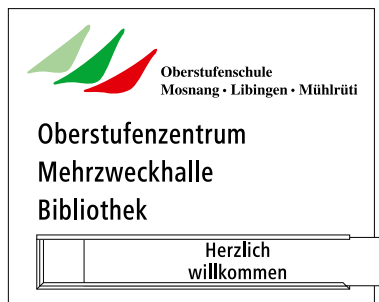 Oberstufenschule
Mosnang • Libingen • Mühlrüti
Oberstufenzentrum
Mehrzweckhalle
Bibliothek
Herzlich
willkommen